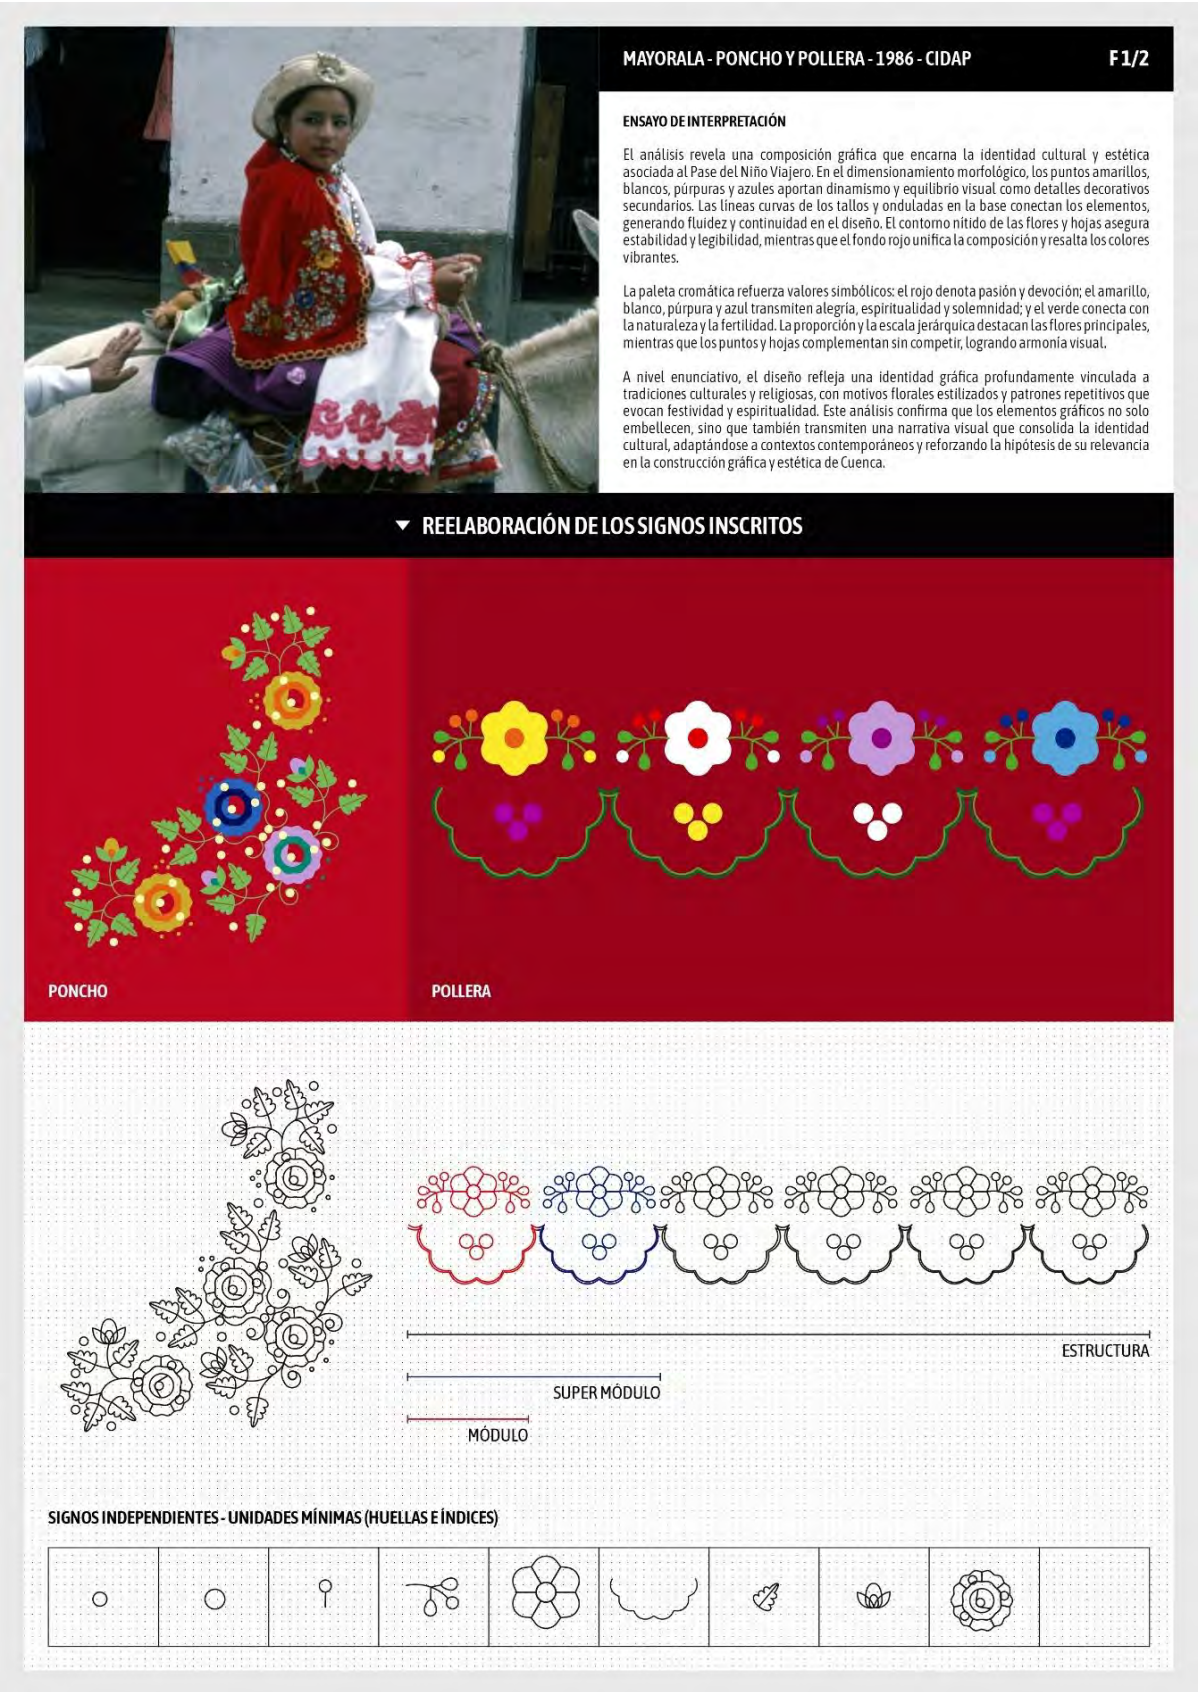 MAYORALA - PONCHO Y POLLERA - 1986 - CIDAP
F 1/2
ENSAYO DE INTERPRETACIÓN
El análisis revela una composición gráfica que encarna la identidad cultural y estética
asociada al Pase del Niño Viajero. En el dimensionamiento morfológico, los puntos amarillos,
blancos, púrpuras y azules aportan dinamismo y equilibrio visual como detalles decorativos
secundarios. Las líneas curvas de los tallos y onduladas en la base conectan los elementos,
generando fluidez y continuidad en el diseño. El contorno nítido de las flores y hojas asegura
estabilidad y legibilidad, mientras que el fondo rojo unifica la composición y resalta los colores
vibrantes.
La paleta cromática refuerza valores simbólicos: el rojo denota pasión y devoción; el amarillo,
blanco, púrpura y azul transmiten alegría, espiritualidad y solemnidad; y el verde conecta con
la naturaleza y la fertilidad. La proporción y la escala jerárquica destacan las flores principales,
mientras que los puntos y hojas complementan sin competir, logrando armonía visual.
A nivel enunciativo, el diseño refleja una identidad gráfica profundamente vinculada a
tradiciones culturales y religiosas, con motivos florales estilizados y patrones repetitivos que
evocan festividad y espiritualidad. Este análisis confirma que los elementos gráficos no solo
embellecen, sino que también transmiten una narrativa visual que consolida la identidad
cultural, adaptándose a contextos contemporáneos y reforzando la hipótesis de su relevancia
en la construcción gráfica y estética de Cuenca.
REELABORACIÓN DE LOS SIGNOS INSCRITOS
PONCHO
POLLERA
ESTRUCTURA
SUPER MÓDULO
MÓDULO
SIGNOS INDEPENDIENTES - UNIDADES MÍNIMAS (HUELLAS E ÍNDICES)